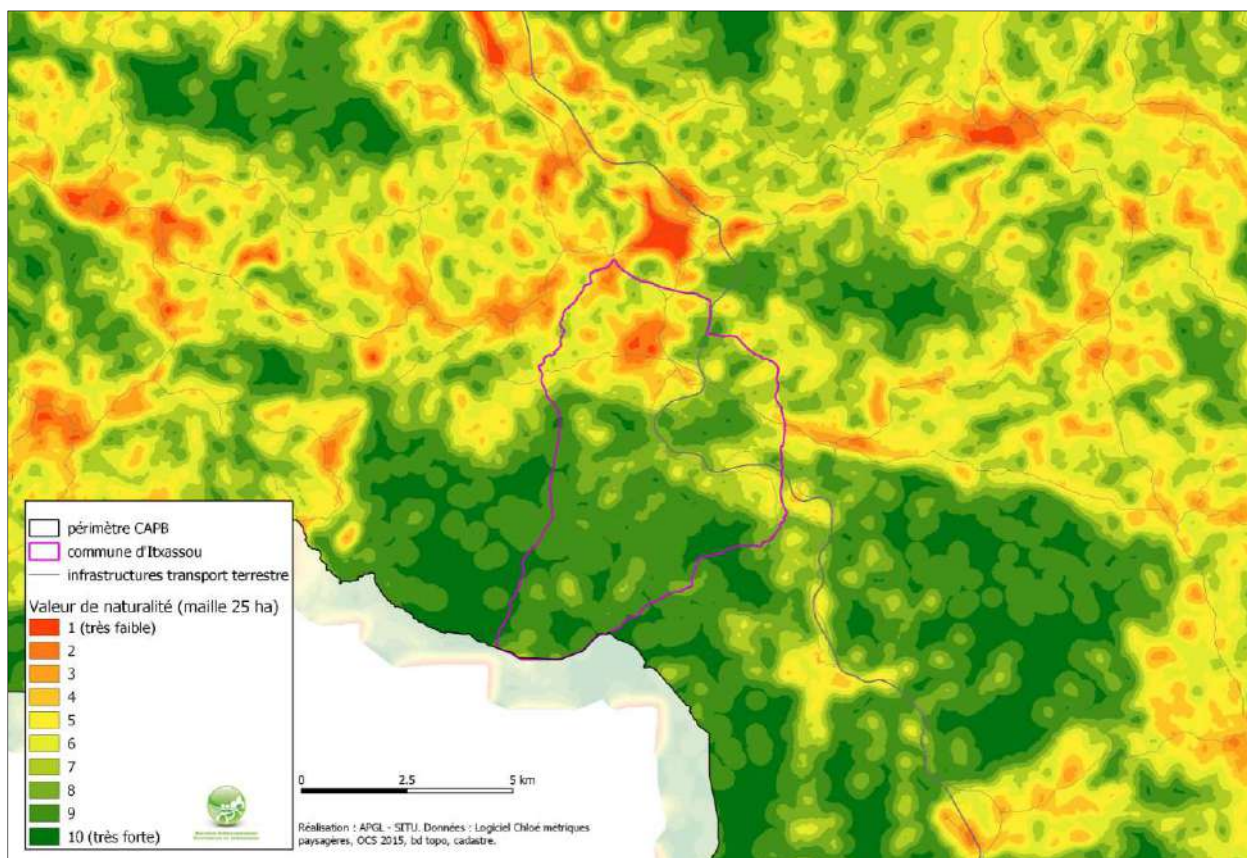 périmètre CAPB
commune d'Itxassou
infrastructures transport terrestre
Valeur de naturalité (maille 25 ha)
1 (très faible)
2
3
4
5
6
7
8
9
10 (très forte)
0 2.5 5 km
Réalisation : APGL - SITU. Données : Logiciel Chloé métriques
paysagères, OCS 2015, bd topo, cadastre.